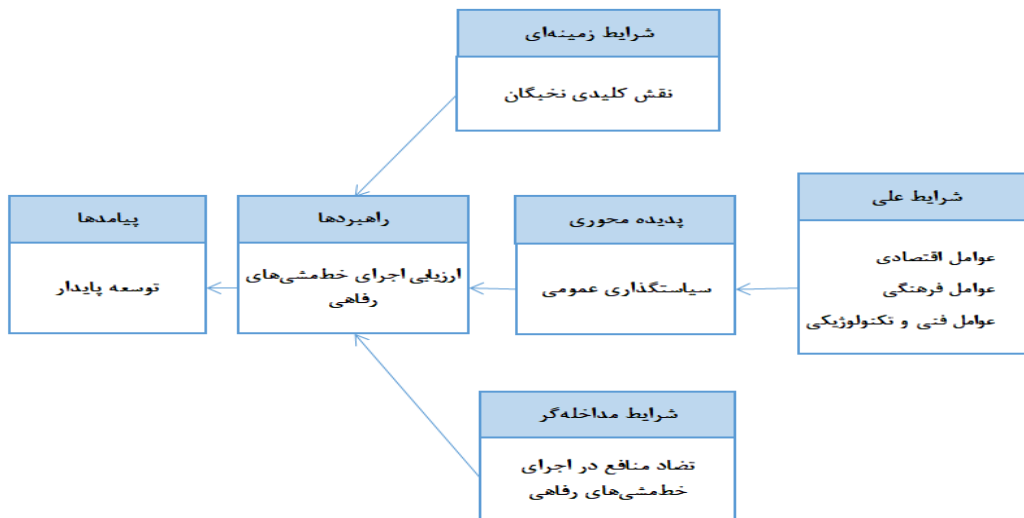 شرایط زمینه‌ای
نقش کلیدی نخبگان
شرایط علی
عوامل اقتصادی
عوامل فرهنگی
عوامل فنی و تکنولوژیکی
پدیده محوری
سیاستگذاری عمومی
راهبردها
ارزیابی اجرای خط‌مشی‌های
رفاهی
پیامدها
توسعه پایدار
شرایط مداخله‌گر
تضاد منافع در اجرای
خط‌مشی‌های رفاهی